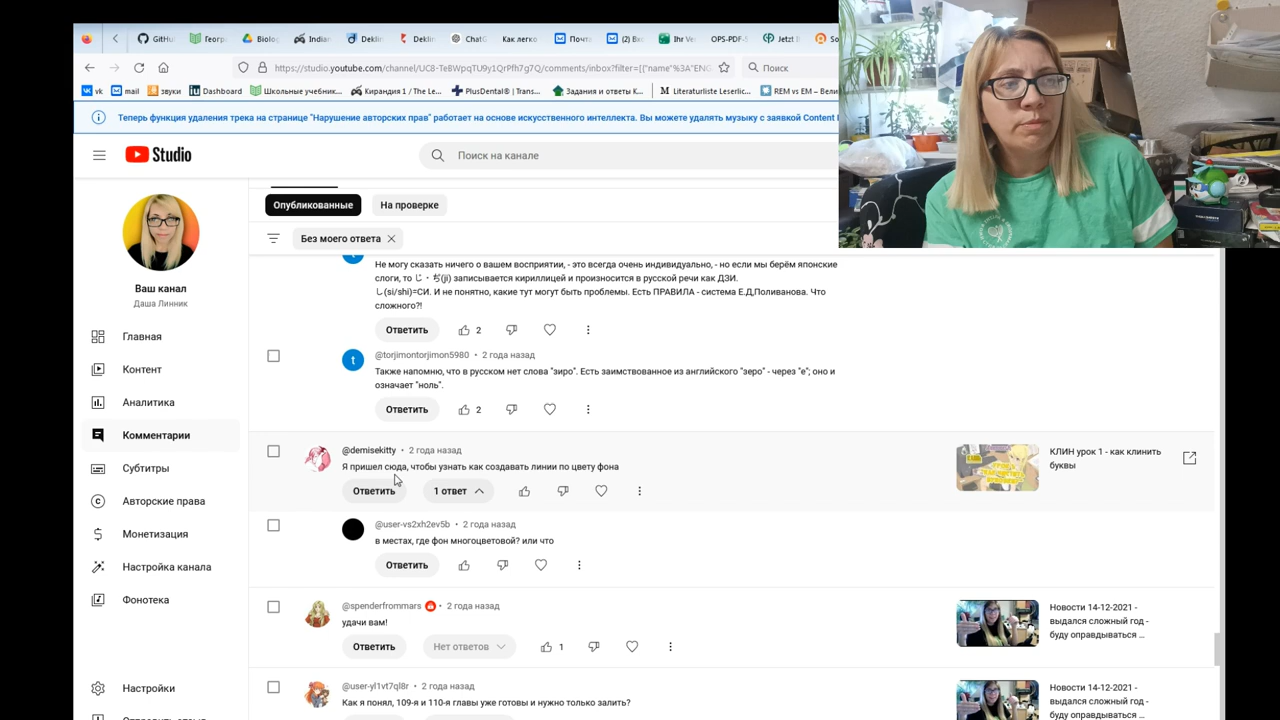 GitHu
Геогр
Biolog
Indian
Deklin
Deklin
ChatG
Как легко
Почта
(2) Вх
Ihr Ver
OPS-PDF-
Jetzt B
So
https://studio.youtube.com/channel/UC8-TeBWpqTU9y1QrPfh7g7Q/comments/inbox?filter=[{"name"%3A"ENG
Поиск
vk
mail
звуки
Dashboard
Школьные учебник...
Кирандия 1 / The Le...
PlusDental® | Trans...
Задания и ответы К...
Literaturliste Leserlic...
REM vs EM — Вели
Теперь функция удаления трека на странице "Нарушение авторских прав" работает на основе искусственного интеллекта. Вы можете удалять музыку с заявкой Content I
Studio
Поиск на канале
Опубликованные
На проверке
Без моего ответа
Ваш канал
Даша Линник
Главная
Контент
Аналитика
Комментарии
Субтитры
Авторские права
Монетизация
Настройка канала
Фонотека
Настройки
Не могу сказать ничего о вашем восприятии, - это всегда очень индивидуально, - но если мы берём японские
слоги, то じ・ぢ(ji) записывается кириллицей и произносится в русской речи как ДЗИ.
し(si/shi)=СИ. И не понятно, какие тут могут быть проблемы. Есть ПРАВИЛА - система Е.Д,Поливанова. Что
сложного?!
Ответить
2
t
@torjimontorjimon5980 • 2 года назад
Также напомню, что в русском нет слова "зиро". Есть заимствованное из английского "зеро" - через "е"; оно и
означает "ноль".
Ответить
2
@demisekitty • 2 года назад
Я пришел сюда, чтобы узнать как создавать линии по цвету фона
Ответить
1 ответ
КЛИН урок 1 - как клинить
буквы
@user-vs2xh2ev5b • 2 года назад
в местах, где фон многоцветовой? или что
Ответить
@spenderfrommars • 2 года назад
удачи вам!
Ответить
Нет ответов
1
Новости 14-12-2021 -
выдался сложный год -
буду оправдываться ...
@user-yl1vt7ql8r • 2 года назад
Как я понял, 109-я и 110-я главы уже готовы и нужно только залить?
Новости 14-12-2021 -
выдался сложный год -